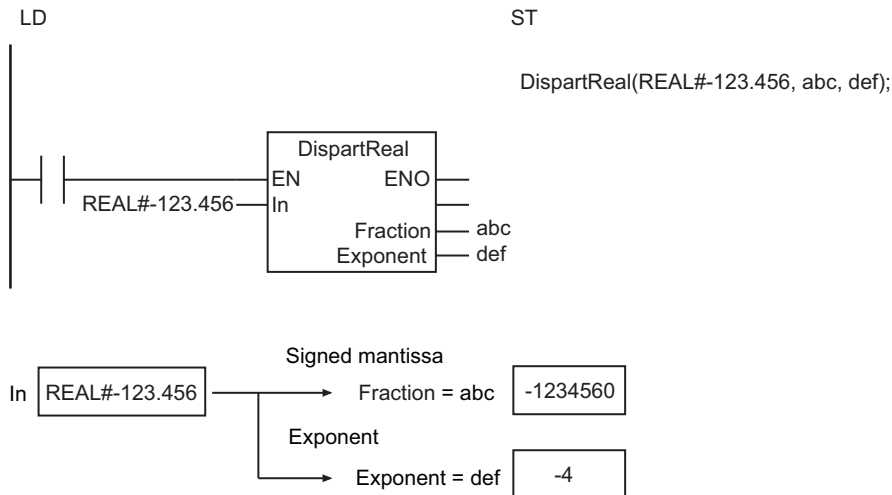 LD
ST
DispartReal(REAL#-123.456, abc, def);
DispartReal
EN ENO
REAL#-123.456 In
Fraction abc
Exponent def
Signed mantissa
In REAL#-123.456 Fraction = abc -1234560
Exponent
Exponent = def -4